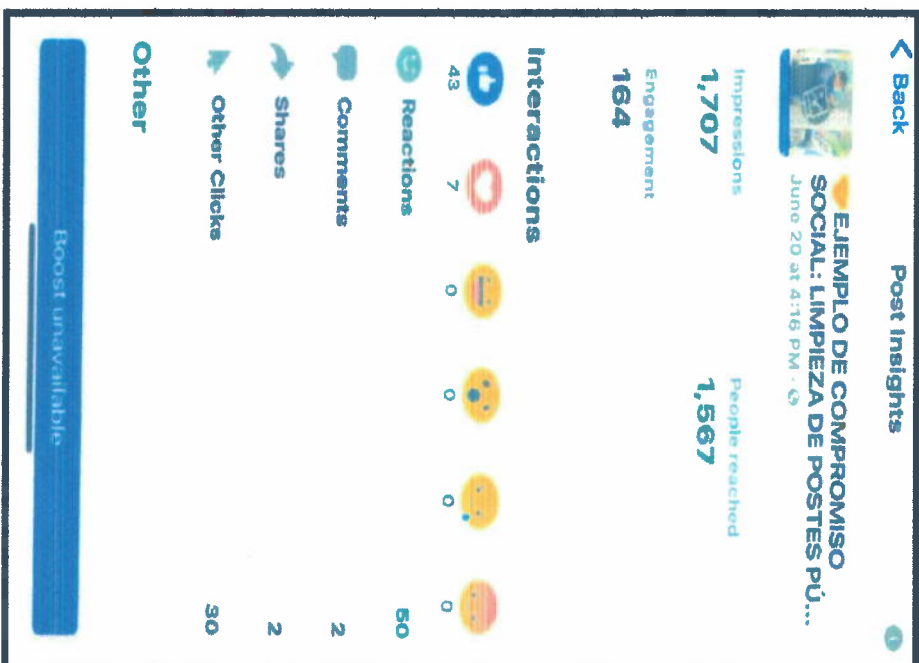 Back
Post Insights
EJEMPLO DE COMPROMISO
SOCIAL: LIMPIEZA DE POSTES PÚ...
June 20 at 4:16 PM
Impressions
1,707
People reached
1,567
Engagement
164
Interactions
43 7 0 0 0 0
Reactions 50
Comments 2
Shares 2
Other Clicks 30
Other
Boost unavailable